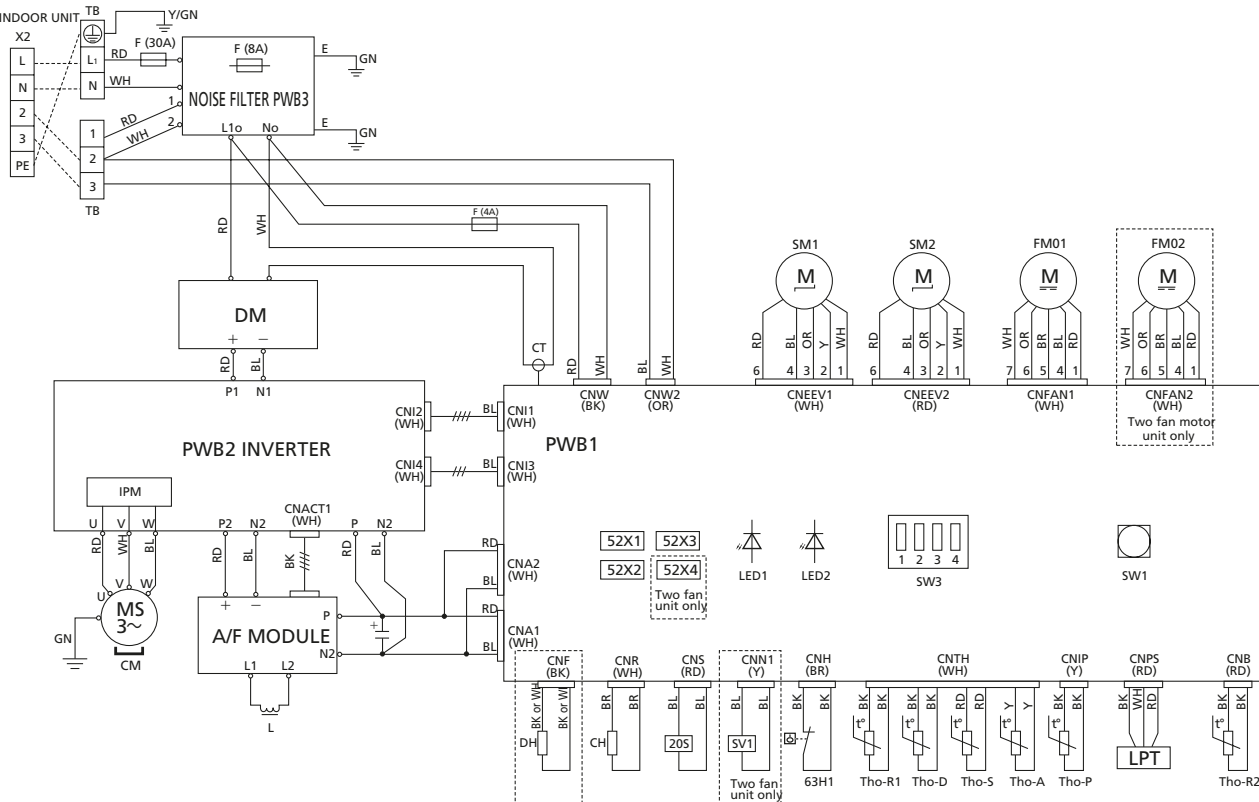 INDOOR UNIT
TB
Y/GN
X2
L
N
2
3
PE
L1
N
RD
F (30A)
WH
F (8A)
NOISE FILTER PWB3
E
GN
E
GN
1
2
RD
WH
L1o
No
1
2
3
TB
RD
WH
F (4A)
DM
+
−
RD
BL
P1
N1
CT
RD
WH
BL
WH
CNW
(BK)
CNW2
(OR)
SM1
M
RD
BL
OR
Y
WH
6
4
3
2
1
CNEEV1
(WH)
SM2
M
RD
BL
OR
Y
WH
6
4
3
2
1
CNEEV2
(RD)
FM01
M
WH
OR
BR
BL
RD
7
6
5
4
1
CNFAN1
(WH)
FM02
M
WH
OR
BR
BL
RD
7
6
5
4
1
CNFAN2
(WH)
Two fan motor
unit only
PWB2 INVERTER
CNI2
(WH)
BL
CNI1
(WH)
CNI4
(WH)
BL
CNI3
(WH)
PWB1
IPM
U
V
W
P2
N2
CNACT1
(WH)
P
N2
RD
WH
BL
RD
BL
BK
RD
BL
U
V
W
MS
3~
GN
CM
+
−
A/F MODULE
P
N2
L1
L2
L
+
RD
BL
CNA2
(WH)
RD
BL
CNA1
(WH)
52X1
52X3
52X2
52X4
Two fan
unit only
LED1
LED2
1
2
3
4
SW3
SW1
CNF
(BK)
BK or WH
BK or WH
DH
CNR
(WH)
BR
BR
CH
CNS
(RD)
BL
BL
20S
CNN1
(Y)
BL
BL
SV1
Two fan
unit only
CNH
(BR)
BK
BK
63H1
CNTH
(WH)
BK
BK
BK
BK
RD
RD
Y
Y
t°
t°
t°
t°
Tho-R1
Tho-D
Tho-S
Tho-A
CNIP
(Y)
BK
BK
t°
Tho-P
CNPS
(RD)
BK
WH
RD
LPT
CNB
(RD)
BK
BK
t°
Tho-R2